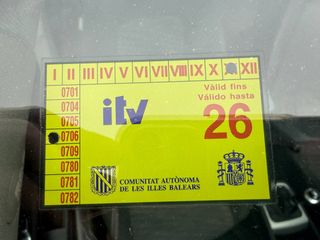 I II III IV V VI VII VIII IX X XII
0701
0704
0705
0706
0709
0780
0781
0782
itv
Vàlid fins
Válido hasta
26
COMUNITAT AUTÒNOMA
DE LES ILLES BALEARS